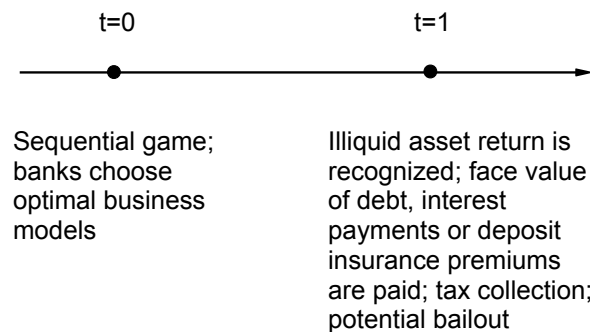 t=0
t=1
Sequential game;
banks choose
optimal business
models
Illiquid asset return is
recognized; face value
of debt, interest
payments or deposit
insurance premiums
are paid; tax collection;
potential bailout